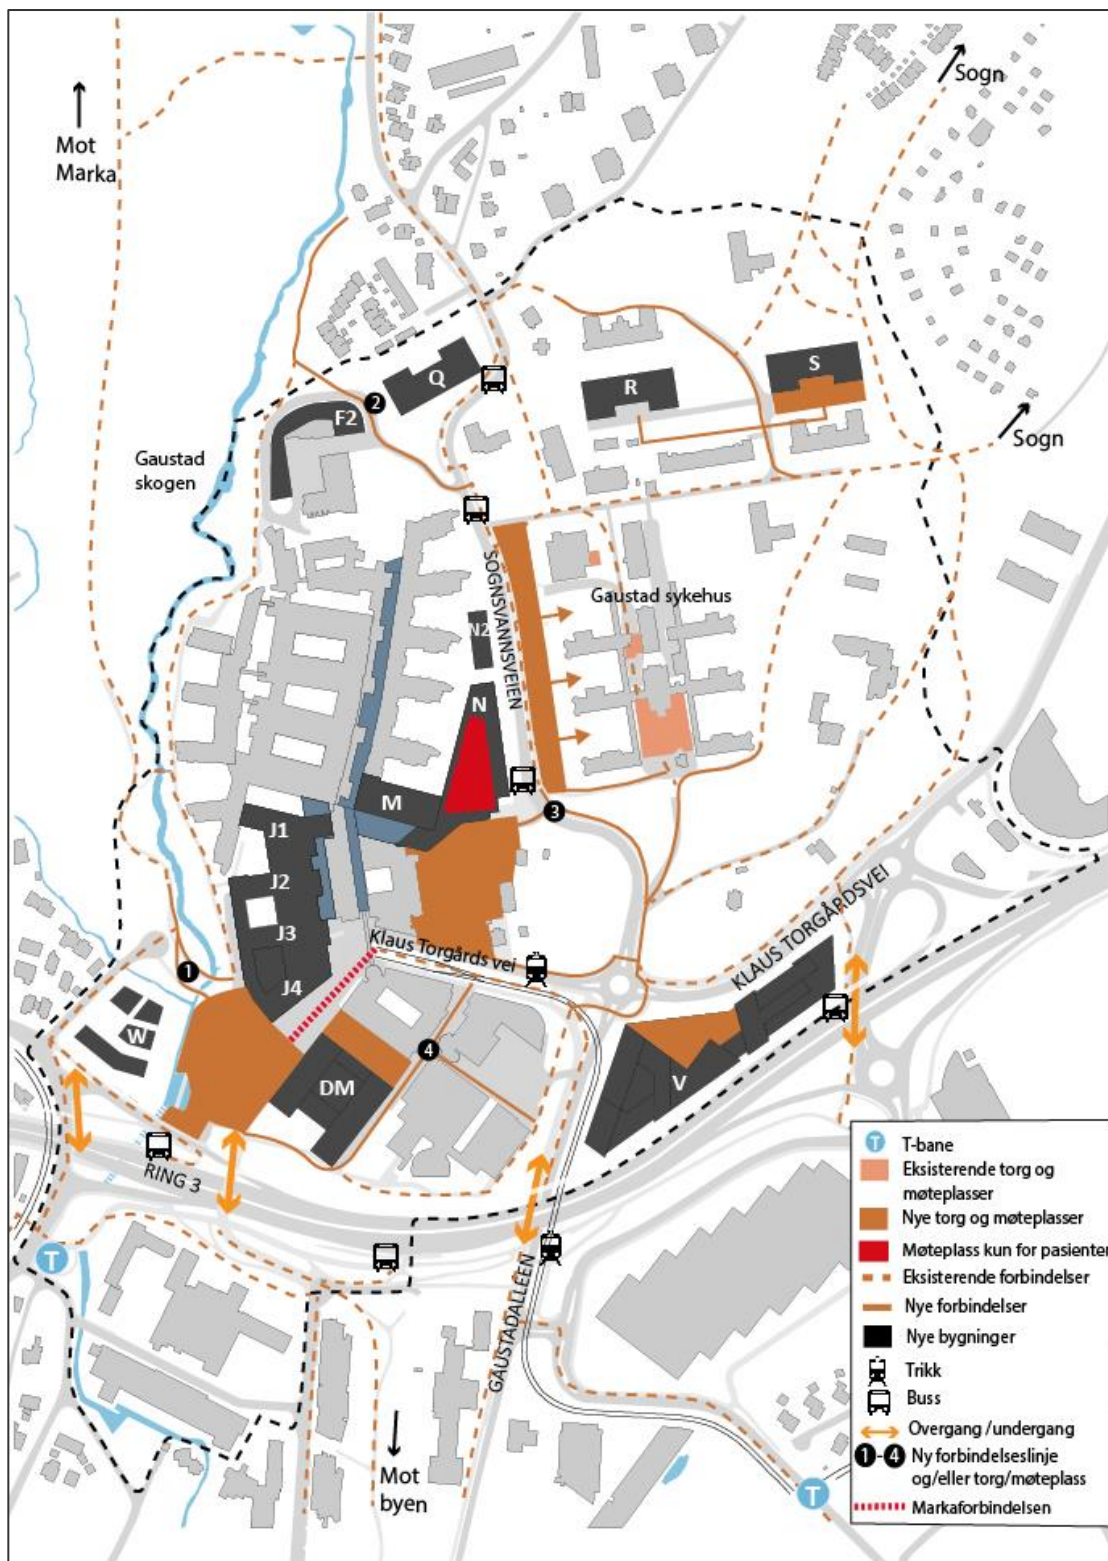 Sogn
Mot
Marka
S
R
Q
2
F2
Sogn
Gaustad
skogen
SOGNSVANNSVEIEN
Gaustad sykehus
N2
N
M
3
J1
J2
J3
J4
Klaus Torgårds vei
KLAUS TORGÅRDSVEI
1
W
4
DM
V
RING 3
T
GAUSTADALLEEN
Mot
byen
T
T T-bane
Eksisterende torg og
møteplasser
Nye torg og møteplasser
Møteplass kun for pasienter
Eksisterende forbindelser
Nye forbindelser
Nye bygninger
Trikk
Buss
Overgang /undergang
1-4 Ny forbindelseslinje
og/eller torg/møteplass
Markaforbindelsen